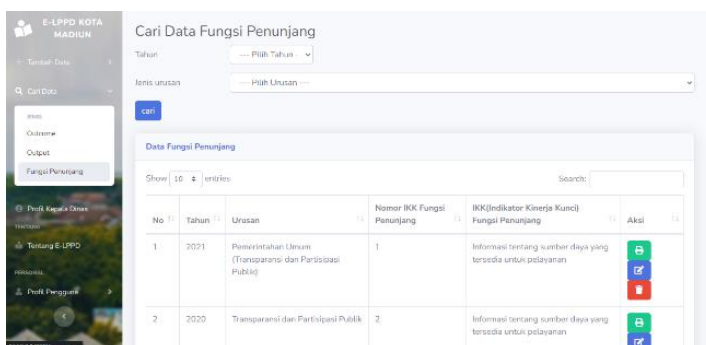 E-LPPD KOTA
MADIUN
Tambah Data
Cari Data
Outcome
Output
Fungsi Penunjang
Profil Kepala Dinas
TENTANG
Tentang E-LPPD
PERSONAL
Profil Pengguna
Cari Data Fungsi Penunjang
Tahun
--- Pilih Tahun -
Jenis urusan
---- Pilih Urusan ----
cari
Data Fungsi Penunjang
Show 10 entries
Search:
No
Tahun
Urusan
Nomor IKK Fungsi
Penunjang
IKK(Indikator Kinerja Kunci)
Fungsi Penunjang
Aksi
1
2021
Pemerintahan Umum
(Transparansi dan Partisipasi
Publik)
1
Informasi tentang sumber daya yang
tersedia untuk pelayanan
2
2020
Transparansi dan Partisipasi Publik
2
Informasi tentang sumber daya yang
tersedia untuk pelayanan